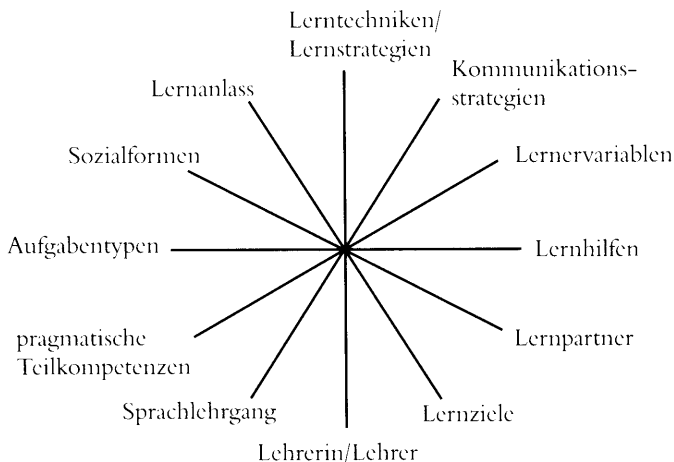 Lerntechniken/
Lernstrategien
Kommunikations-
strategien
Lernanlass
Sozialformen
Lernervariablen
Aufgabentypen
Lernhilfen
pragmatische
Teilkompetenzen
Lernpartner
Sprachlehrgang
Lernziele
Lehrerin/Lehrer